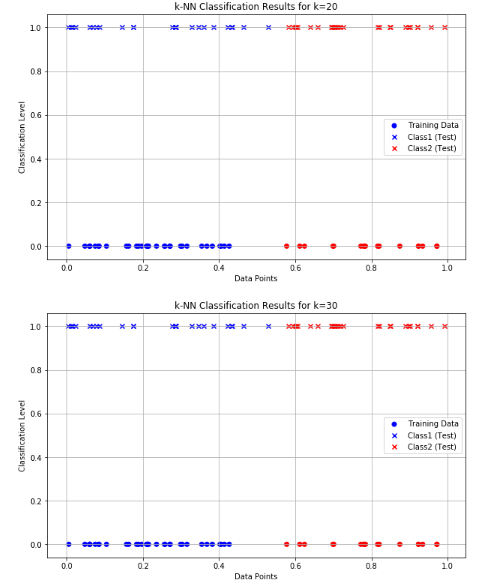 k-NN Classification Results for k=20
1.0
0.8
0.6
0.4
0.2
0.0
Classification Level
Training Data
Class1 (Test)
Class2 (Test)
0.0 0.2 0.4 0.6 0.8 1.0
Data Points
k-NN Classification Results for k=30
1.0
0.8
0.6
0.4
0.2
0.0
Classification Level
Training Data
Class1 (Test)
Class2 (Test)
0.0 0.2 0.4 0.6 0.8 1.0
Data Points